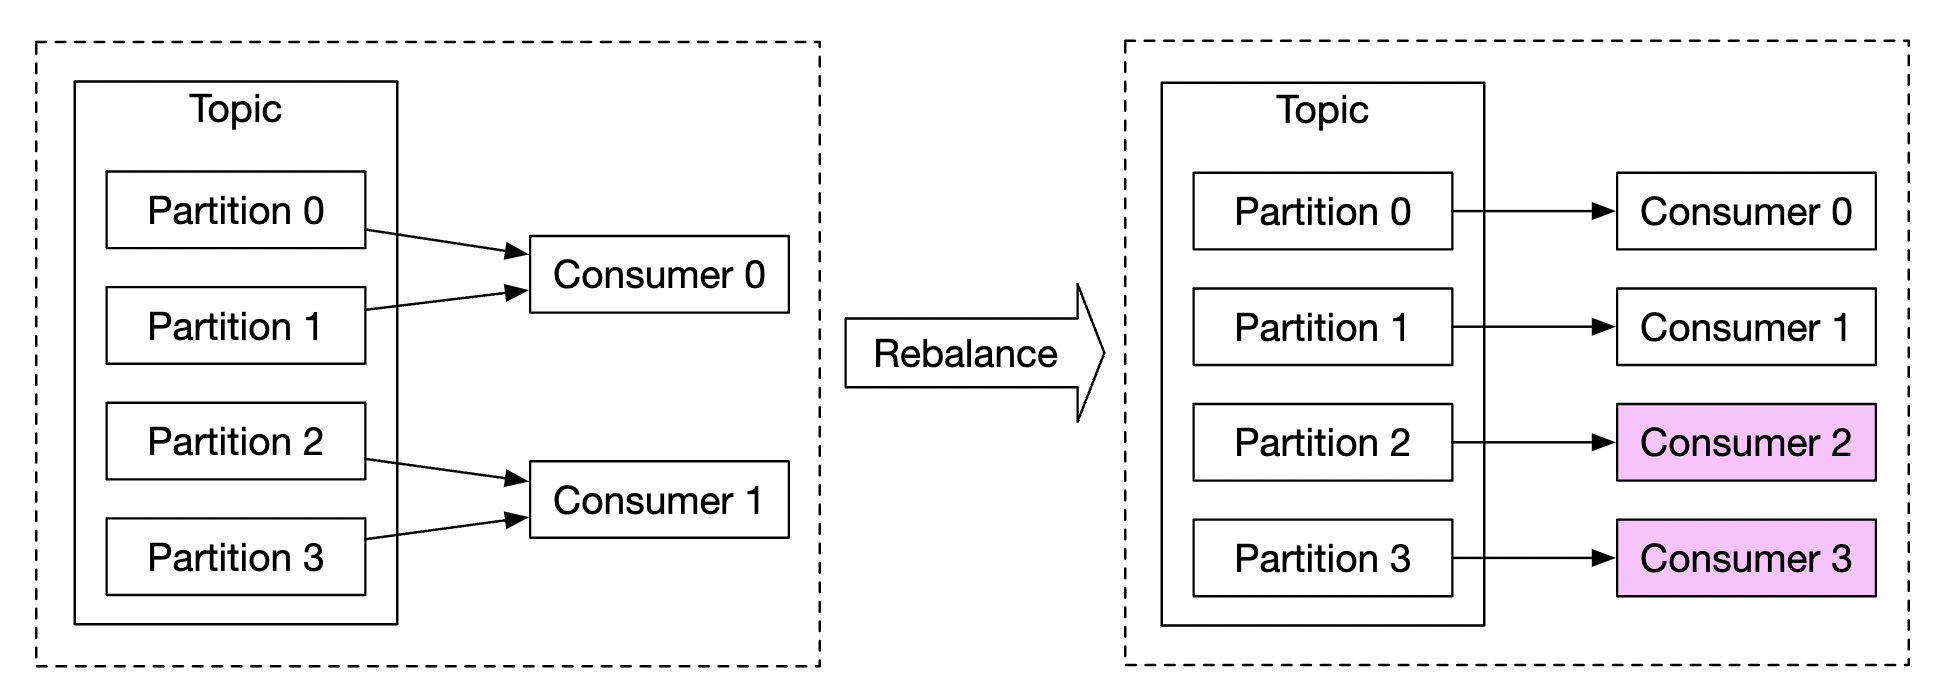 Topic
Partition 0
Partition 1
Partition 2
Partition 3
Consumer 0
Consumer 1
Rebalance
Topic
Partition 0
Partition 1
Partition 2
Partition 3
Consumer 0
Consumer 1
Consumer 2
Consumer 3